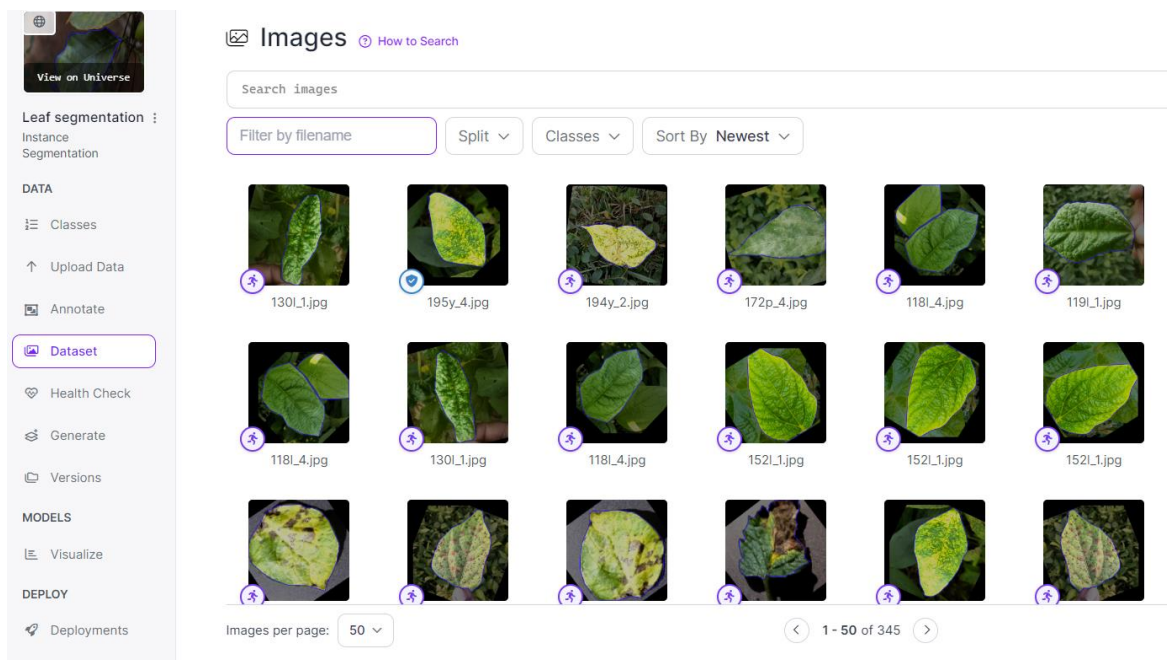 View on Universe
Leaf segmentation
Instance
Segmentation
DATA
Classes
Upload Data
Annotate
Dataset
Health Check
Generate
Versions
MODELS
Visualize
DEPLOY
Deployments
Images ? How to Search
Search images
Filter by filename Split Classes Sort By Newest
130l_1.jpg 195y_4.jpg 194y_2.jpg 172p_4.jpg 118l_4.jpg 119l_1.jpg
118l_4.jpg 130l_1.jpg 118l_4.jpg 152l_1.jpg 152l_1.jpg 152l_1.jpg
Images per page: 50 1 - 50 of 345